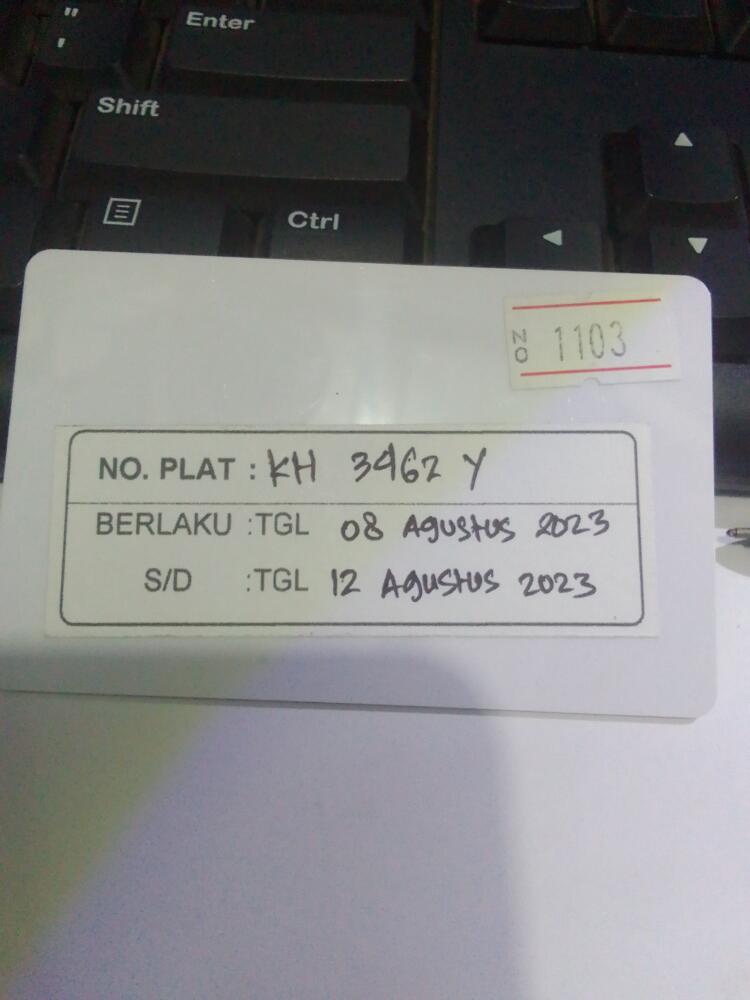 "
'
Enter
Shift
Ctrl
NO 1103
NO. PLAT : KH 3462 Y
BERLAKU :TGL 08 Agustus 2023
S/D :TGL 12 Agustus 2023